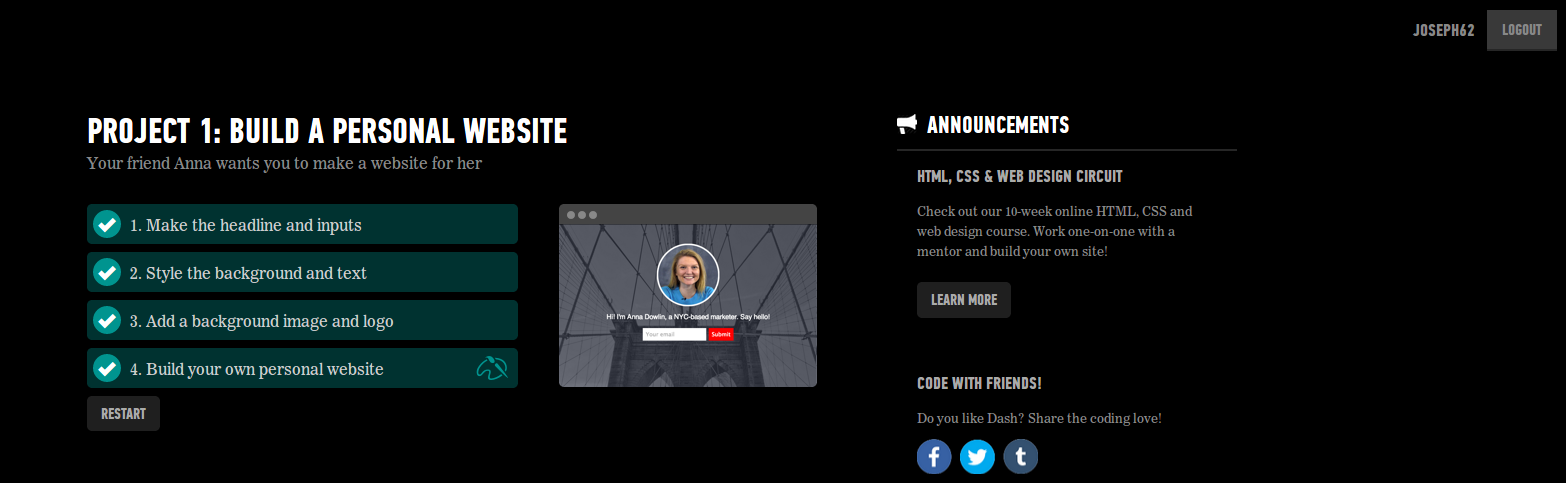 JOSEPH62
LOGOUT
PROJECT 1: BUILD A PERSONAL WEBSITE
Your friend Anna wants you to make a website for her
1. Make the headline and inputs
2. Style the background and text
3. Add a background image and logo
4. Build your own personal website
RESTART
Hi! I'm Anna Dowlin, a NYC-based marketer. Say hello!
Your email
Submit
ANNOUNCEMENTS
HTML, CSS & WEB DESIGN CIRCUIT
Check out our 10-week online HTML, CSS and
web design course. Work one-on-one with a
mentor and build your own site!
LEARN MORE
CODE WITH FRIENDS!
Do you like Dash? Share the coding love!
f
t